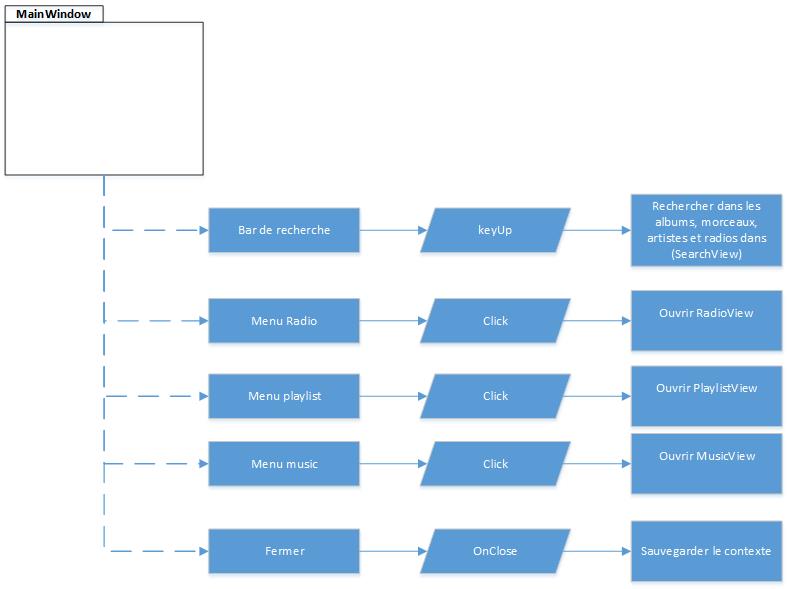 MainWindow
Bar de recherche
keyUp
Rechercher dans les
albums, morceaux,
artistes et radios dans
(SearchView)
Menu Radio
Click
Ouvrir RadioView
Menu playlist
Click
Ouvrir PlaylistView
Menu music
Click
Ouvrir MusicView
Fermer
OnClose
Sauvegarder le contexte